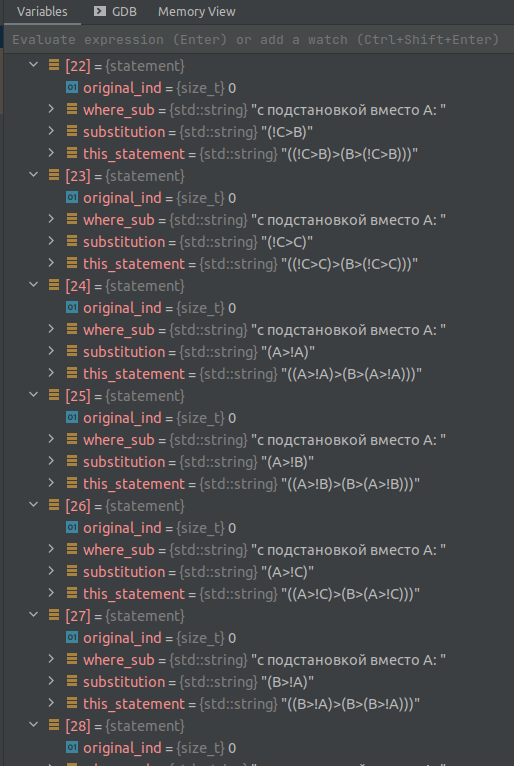 Variables GDB Memory View
Evaluate expression (Enter) or add a watch (Ctrl+Shift+Enter)
[22] = {statement}
original_ind = {size_t} 0
where_sub = {std::string} "с подстановкой вместо A: "
substitution = {std::string} "(!C>B)"
this_statement = {std::string} "((!C>B)>(B>(!C>B)))"
[23] = {statement}
original_ind = {size_t} 0
where_sub = {std::string} "с подстановкой вместо A: "
substitution = {std::string} "(!C>C)"
this_statement = {std::string} "((!C>C)>(B>(!C>C)))"
[24] = {statement}
original_ind = {size_t} 0
where_sub = {std::string} "с подстановкой вместо A: "
substitution = {std::string} "(A>!A)"
this_statement = {std::string} "((A>!A)>(B>(A>!A)))"
[25] = {statement}
original_ind = {size_t} 0
where_sub = {std::string} "с подстановкой вместо A: "
substitution = {std::string} "(A>!B)"
this_statement = {std::string} "((A>!B)>(B>(A>!B)))"
[26] = {statement}
original_ind = {size_t} 0
where_sub = {std::string} "с подстановкой вместо A: "
substitution = {std::string} "(A>!C)"
this_statement = {std::string} "((A>!C)>(B>(A>!C)))"
[27] = {statement}
original_ind = {size_t} 0
where_sub = {std::string} "с подстановкой вместо A: "
substitution = {std::string} "(B>!A)"
this_statement = {std::string} "((B>!A)>(B>(B>!A)))"
[28] = {statement}
original_ind = {size_t} 0